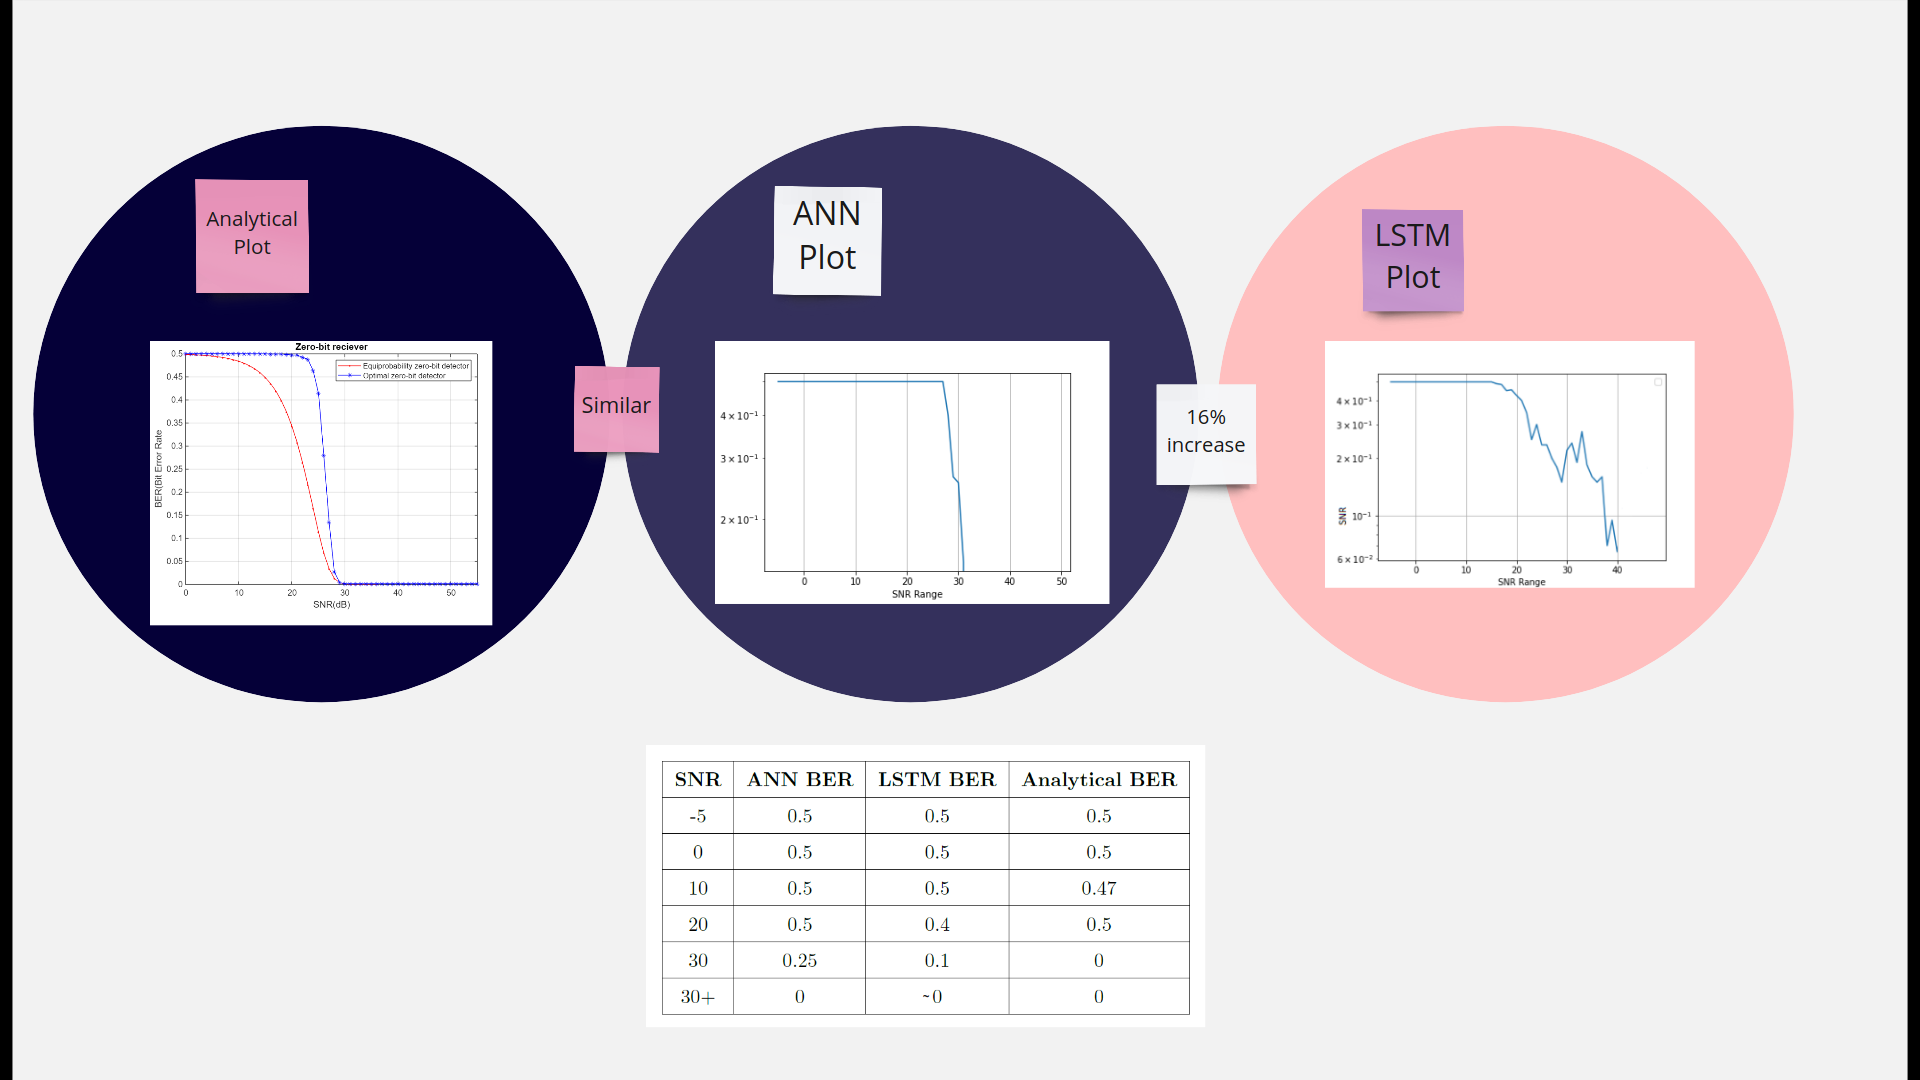 Analytical
Plot
ANN
Plot
LSTM
Plot
Similar
16%
increase
Zero-bit reciever
Equiprobability zero-bit detector
Optimal zero-bit detector
BER(Bit Error Rate
0.5
0.45
0.4
0.35
0.3
0.25
0.2
0.15
0.1
0.05
0
0 10 20 30 40 50
SNR(dB)
4 × 10⁻¹
3 × 10⁻¹
2 × 10⁻¹
0 10 20 30 40 50
SNR Range
SNR
4 × 10⁻¹
3 × 10⁻¹
2 × 10⁻¹
10⁻¹
6 × 10⁻²
0 10 20 30 40
SNR Range
SNR ANN BER LSTM BER Analytical BER
-5 0.5 0.5 0.5
0 0.5 0.5 0.5
10 0.5 0.5 0.47
20 0.5 0.4 0.5
30 0.25 0.1 0
30+ 0 ~0 0